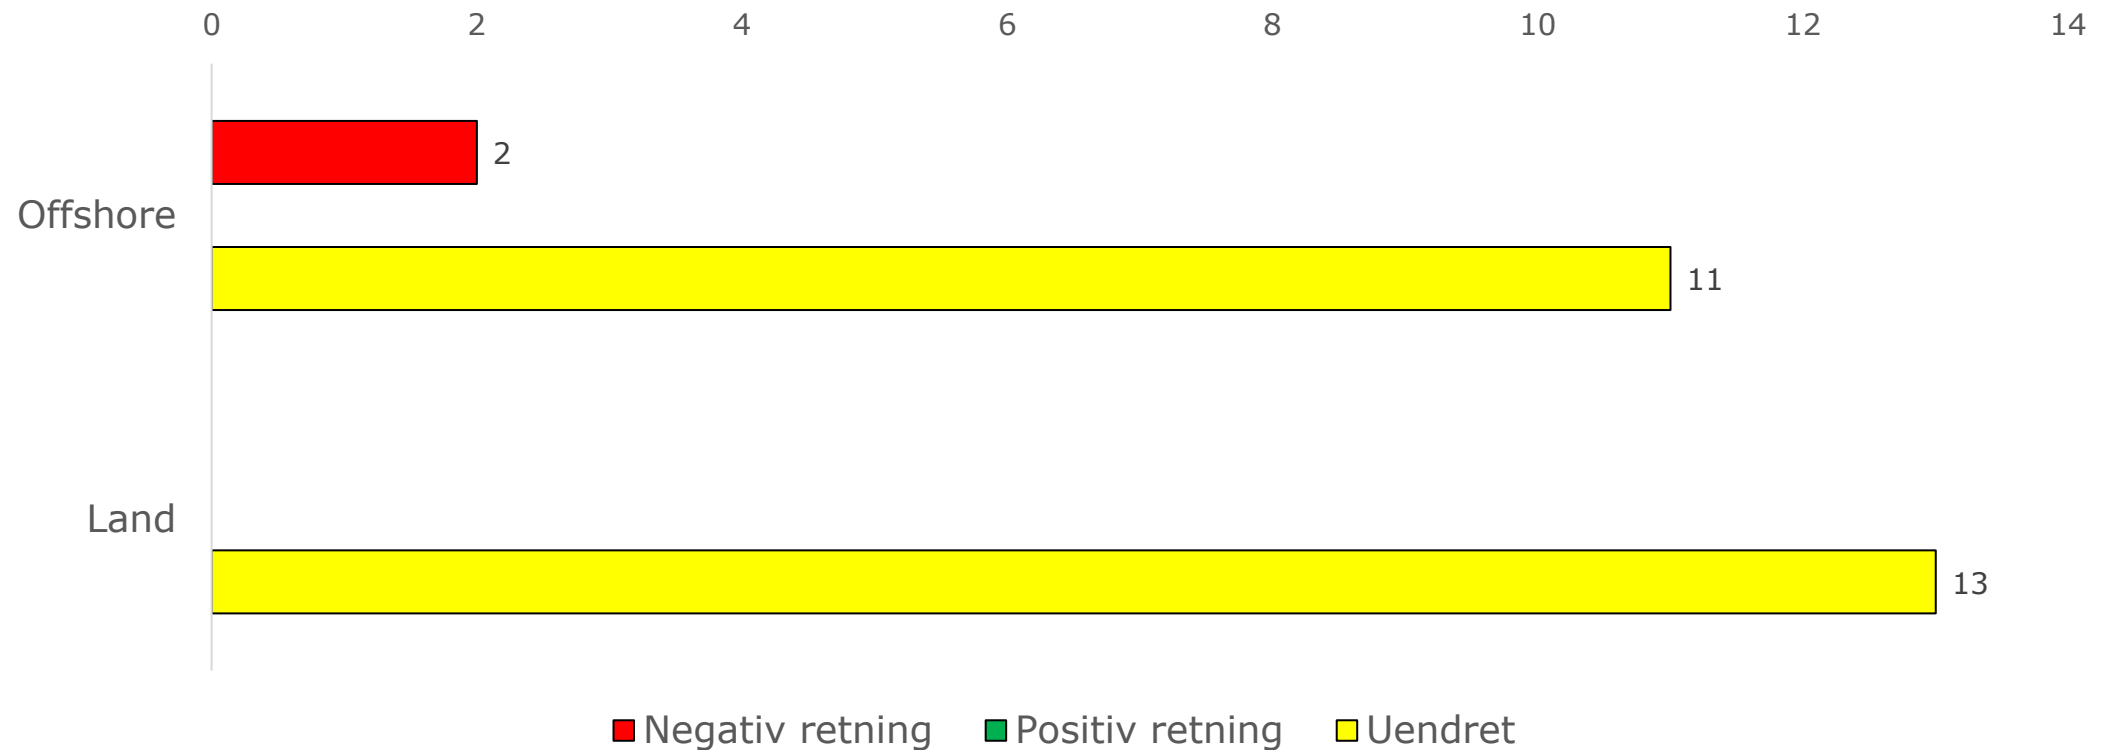 0 2 4 6 8 10 12 14
2
Offshore
11
Land
13
Negativ retning Positiv retning Uendret